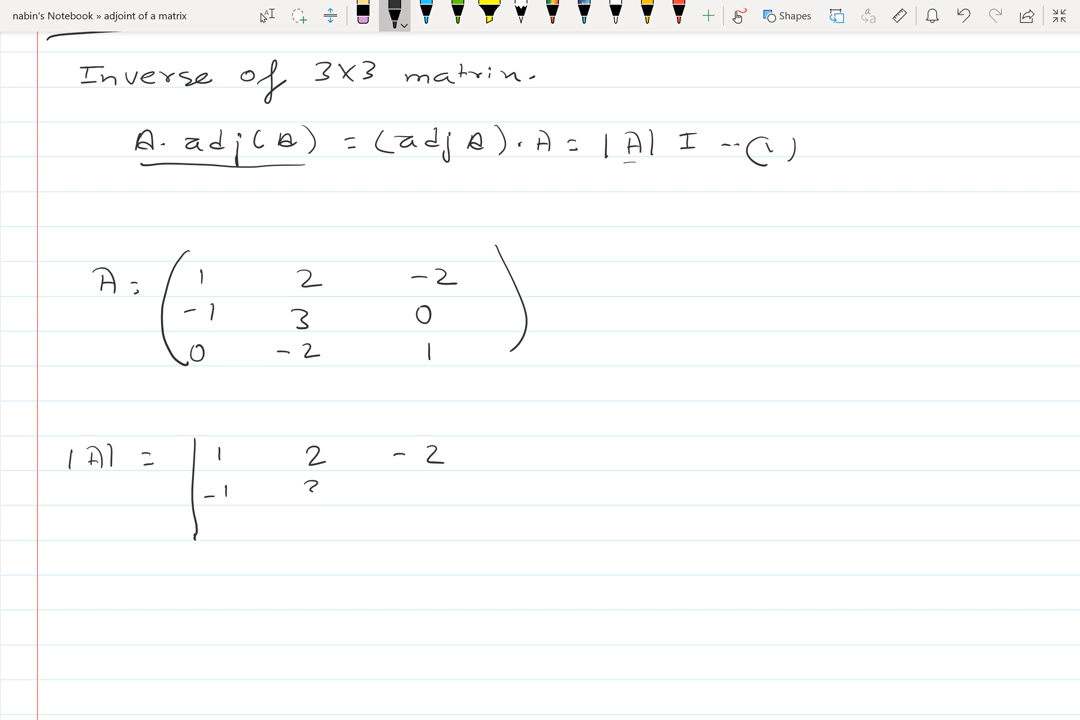 nabin's Notebook » adjoint of a matrix
Shapes
Inverse of 3x3 matrin.
A. adj(A) = (adj A). A = |A| I --(1)
A = ( 1 2 -2
-1 3 0
0 -2 1 )
|A| = | 1 2 -2
-1